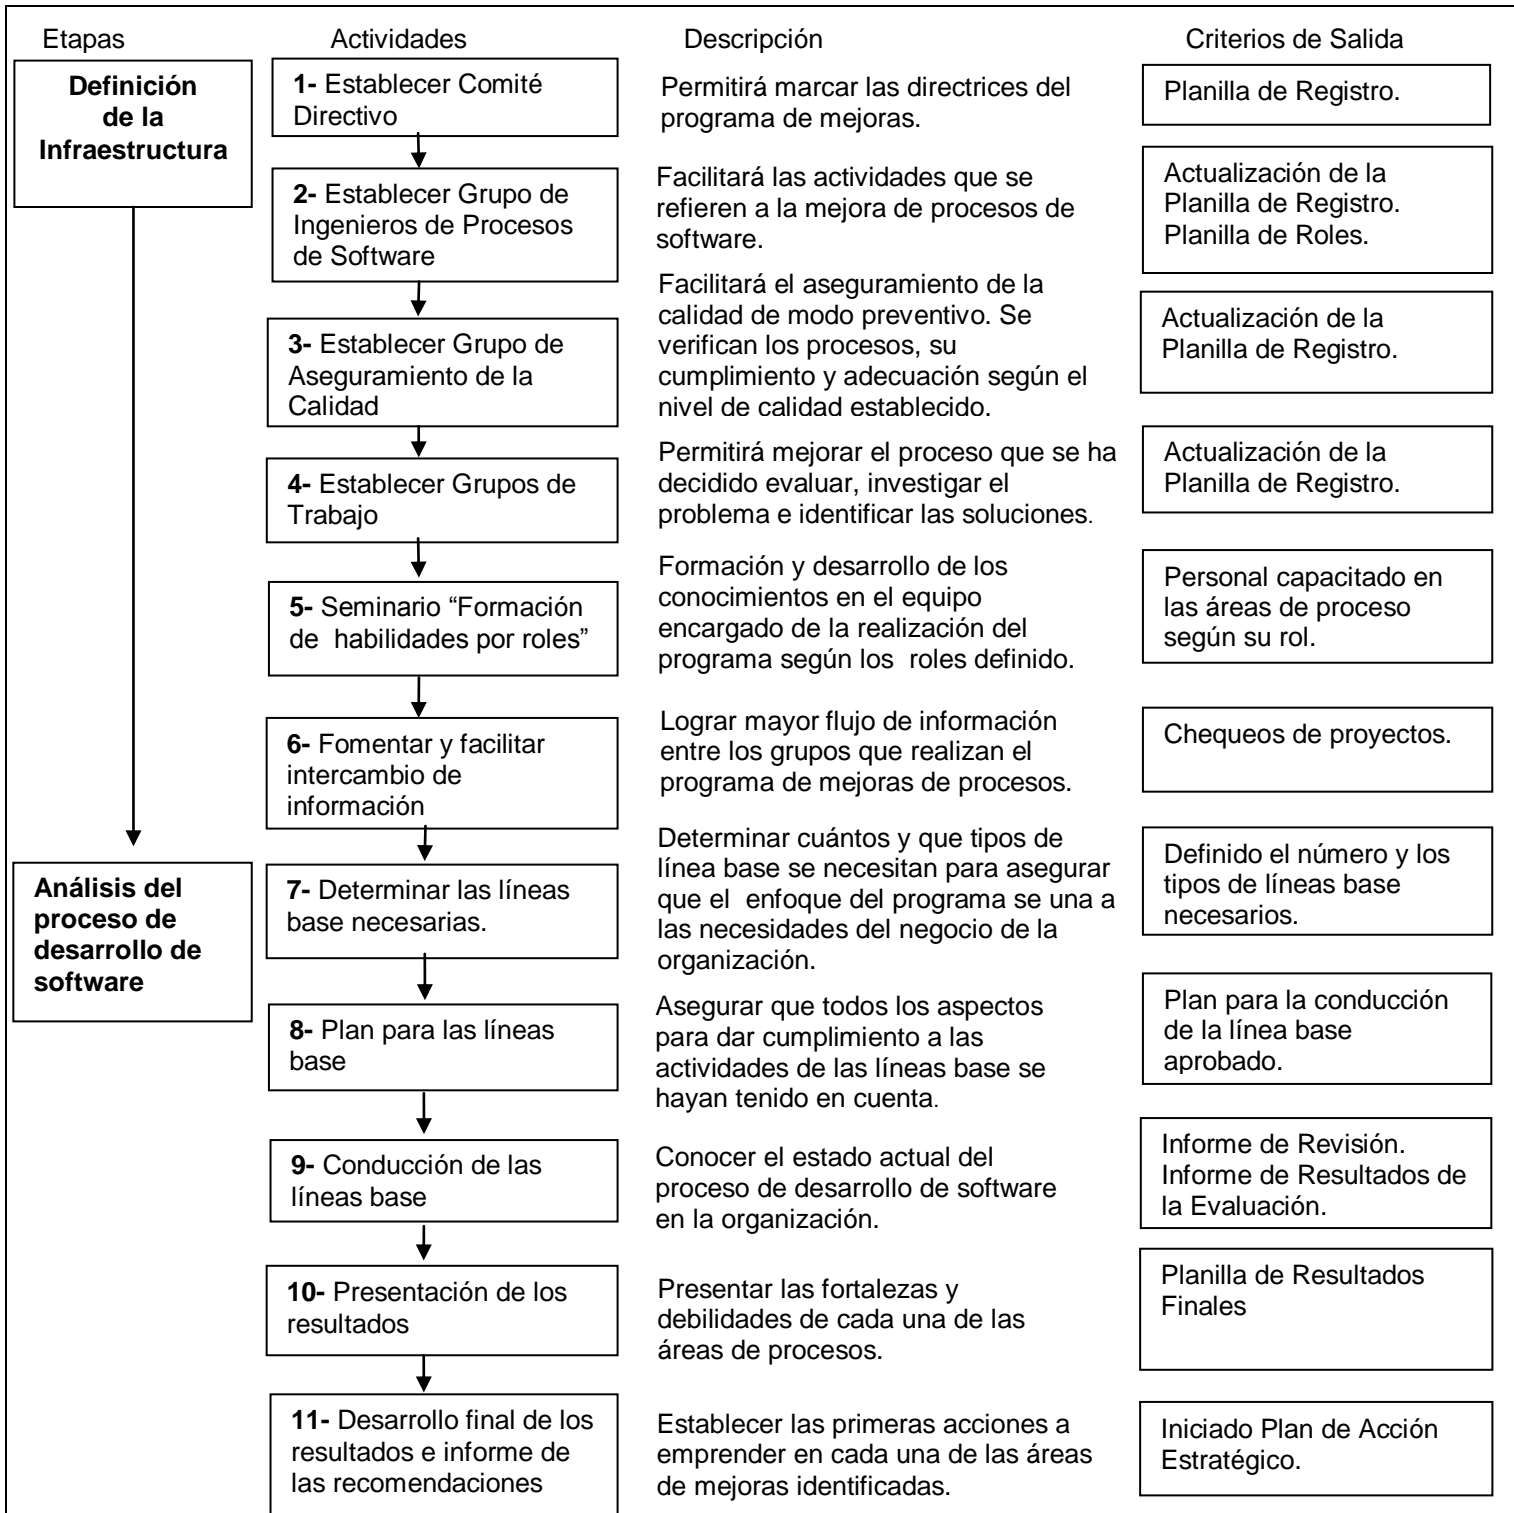 Etapas
Actividades
Descripción
Criterios de Salida
Definición
de la
Infraestructura
1- Establecer Comité
Directivo
Permitirá marcar las directrices del
programa de mejoras.
Planilla de Registro.
2- Establecer Grupo de
Ingenieros de Procesos
de Software
Facilitará las actividades que se
refieren a la mejora de procesos de
software.
Actualización de la
Planilla de Registro.
Planilla de Roles.
3- Establecer Grupo de
Aseguramiento de la
Calidad
Facilitará el aseguramiento de la
calidad de modo preventivo. Se
verifican los procesos, su
cumplimiento y adecuación según el
nivel de calidad establecido.
Actualización de la
Planilla de Registro.
4- Establecer Grupos de
Trabajo
Permitirá mejorar el proceso que se ha
decidido evaluar, investigar el
problema e identificar las soluciones.
Actualización de la
Planilla de Registro.
5- Seminario “Formación
de habilidades por roles”
Formación y desarrollo de los
conocimientos en el equipo
encargado de la realización del
programa según los roles definido.
Personal capacitado en
las áreas de proceso
según su rol.
6- Fomentar y facilitar
intercambio de
información
Lograr mayor flujo de información
entre los grupos que realizan el
programa de mejoras de procesos.
Chequeos de proyectos.
Análisis del
proceso de
desarrollo de
software
7- Determinar las líneas
base necesarias.
Determinar cuántos y que tipos de
línea base se necesitan para asegurar
que el enfoque del programa se una a
las necesidades del negocio de la
organización.
Definido el número y los
tipos de líneas base
necesarios.
8- Plan para las líneas
base
Asegurar que todos los aspectos
para dar cumplimiento a las
actividades de las líneas base se
hayan tenido en cuenta.
Plan para la conducción
de la línea base
aprobado.
9- Conducción de las
líneas base
Conocer el estado actual del
proceso de desarrollo de software
en la organización.
Informe de Revisión.
Informe de Resultados de
la Evaluación.
10- Presentación de los
resultados
Presentar las fortalezas y
debilidades de cada una de las
áreas de procesos.
Planilla de Resultados
Finales
11- Desarrollo final de los
resultados e informe de
las recomendaciones
Establecer las primeras acciones a
emprender en cada una de las áreas
de mejoras identificadas.
Iniciado Plan de Acción
Estratégico.